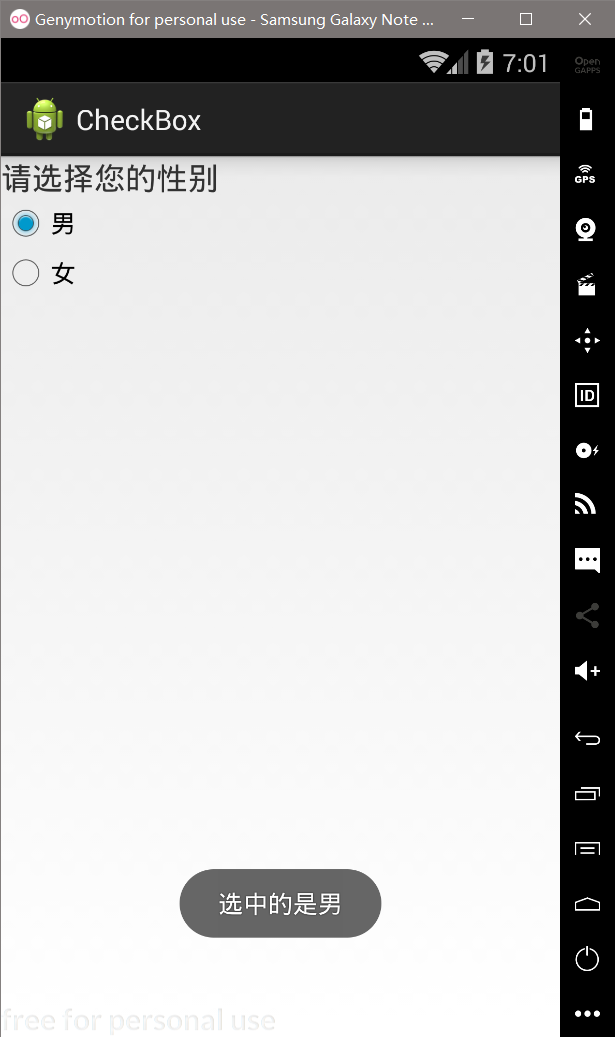 Genymotion for personal use - Samsung Galaxy Note ...
7:01
Open
GAPPS
CheckBox
请选择您的性别
GPS
男
女
ID
选中的是男
free for personal use